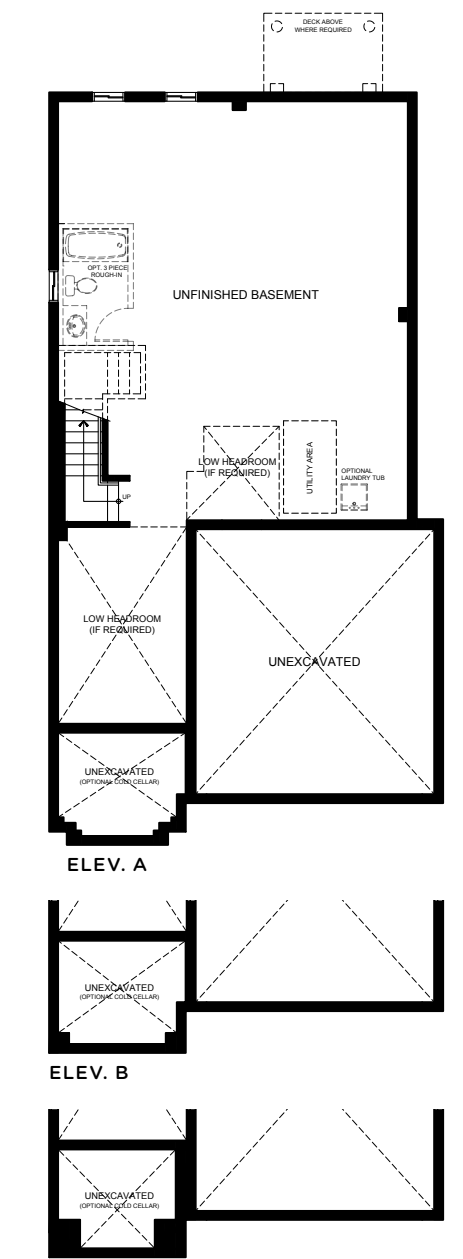 DECK ABOVE
WHERE REQUIRED
OPT. 3 PIECE
ROUGH-IN
UNFINISHED BASEMENT
LOW HEADROOM
(IF REQUIRED)
UTILITY AREA
OPTIONAL
LAUNDRY TUB
UP
LOW HEADROOM
(IF REQUIRED)
UNEXCAVATED
UNEXCAVATED
(OPTIONAL COLD CELLAR)
ELEV. A
UNEXCAVATED
(OPTIONAL COLD CELLAR)
ELEV. B
UNEXCAVATED
(OPTIONAL COLD CELLAR)